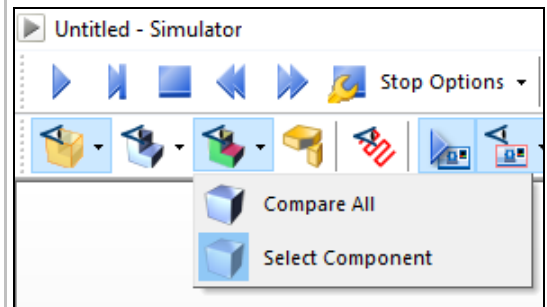 Untitled - Simulator
Stop Options
Compare All
Select Component